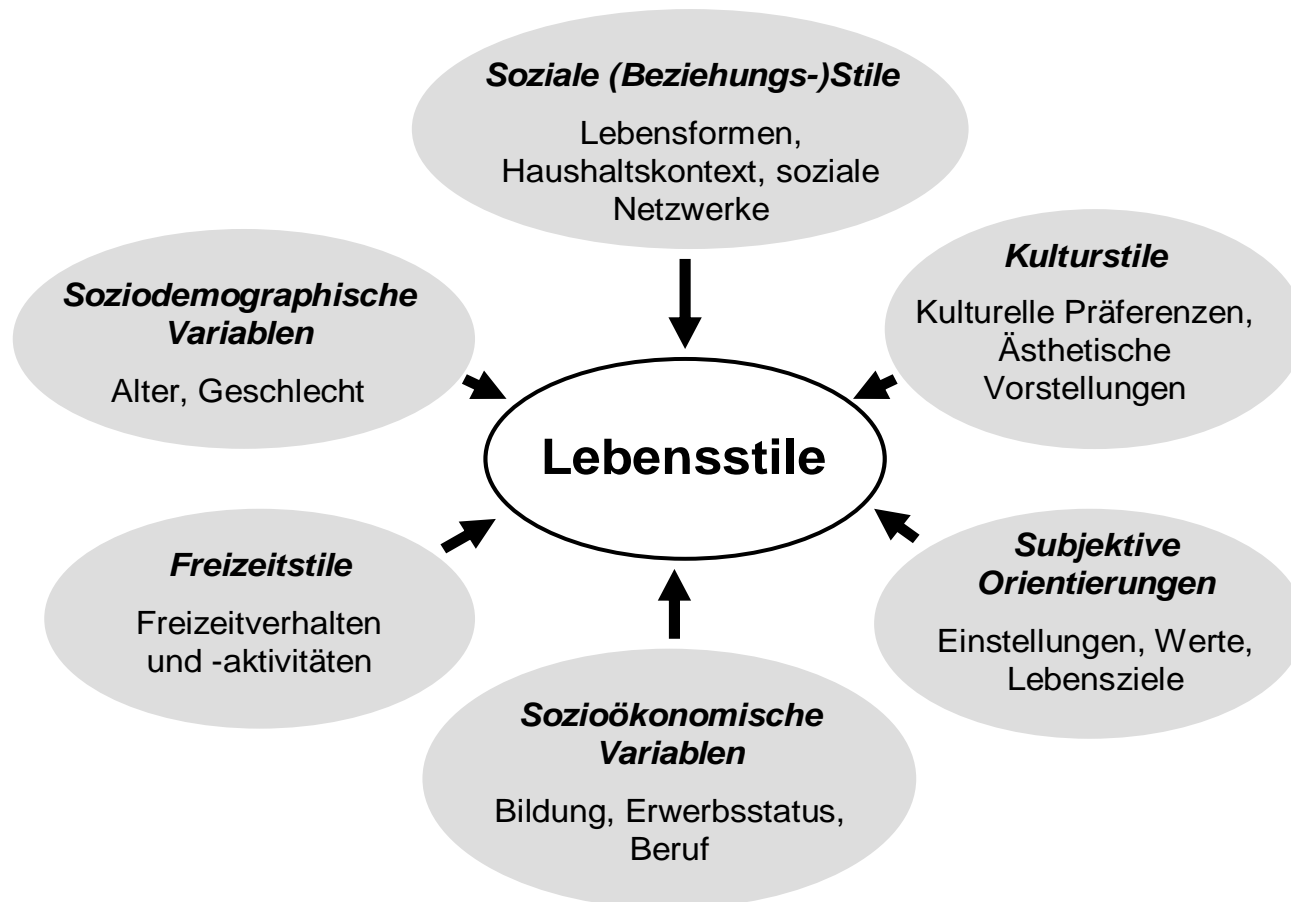 Soziale (Beziehungs-)Stile
Lebensformen,
Haushaltskontext, soziale
Netzwerke
Soziodemographische
Variablen
Alter, Geschlecht
Kulturstile
Kulturelle Präferenzen,
Ästhetische
Vorstellungen
Lebensstile
Freizeitstile
Freizeitverhalten
und -aktivitäten
Subjektive
Orientierungen
Einstellungen, Werte,
Lebensziele
Sozioökonomische
Variablen
Bildung, Erwerbsstatus,
Beruf